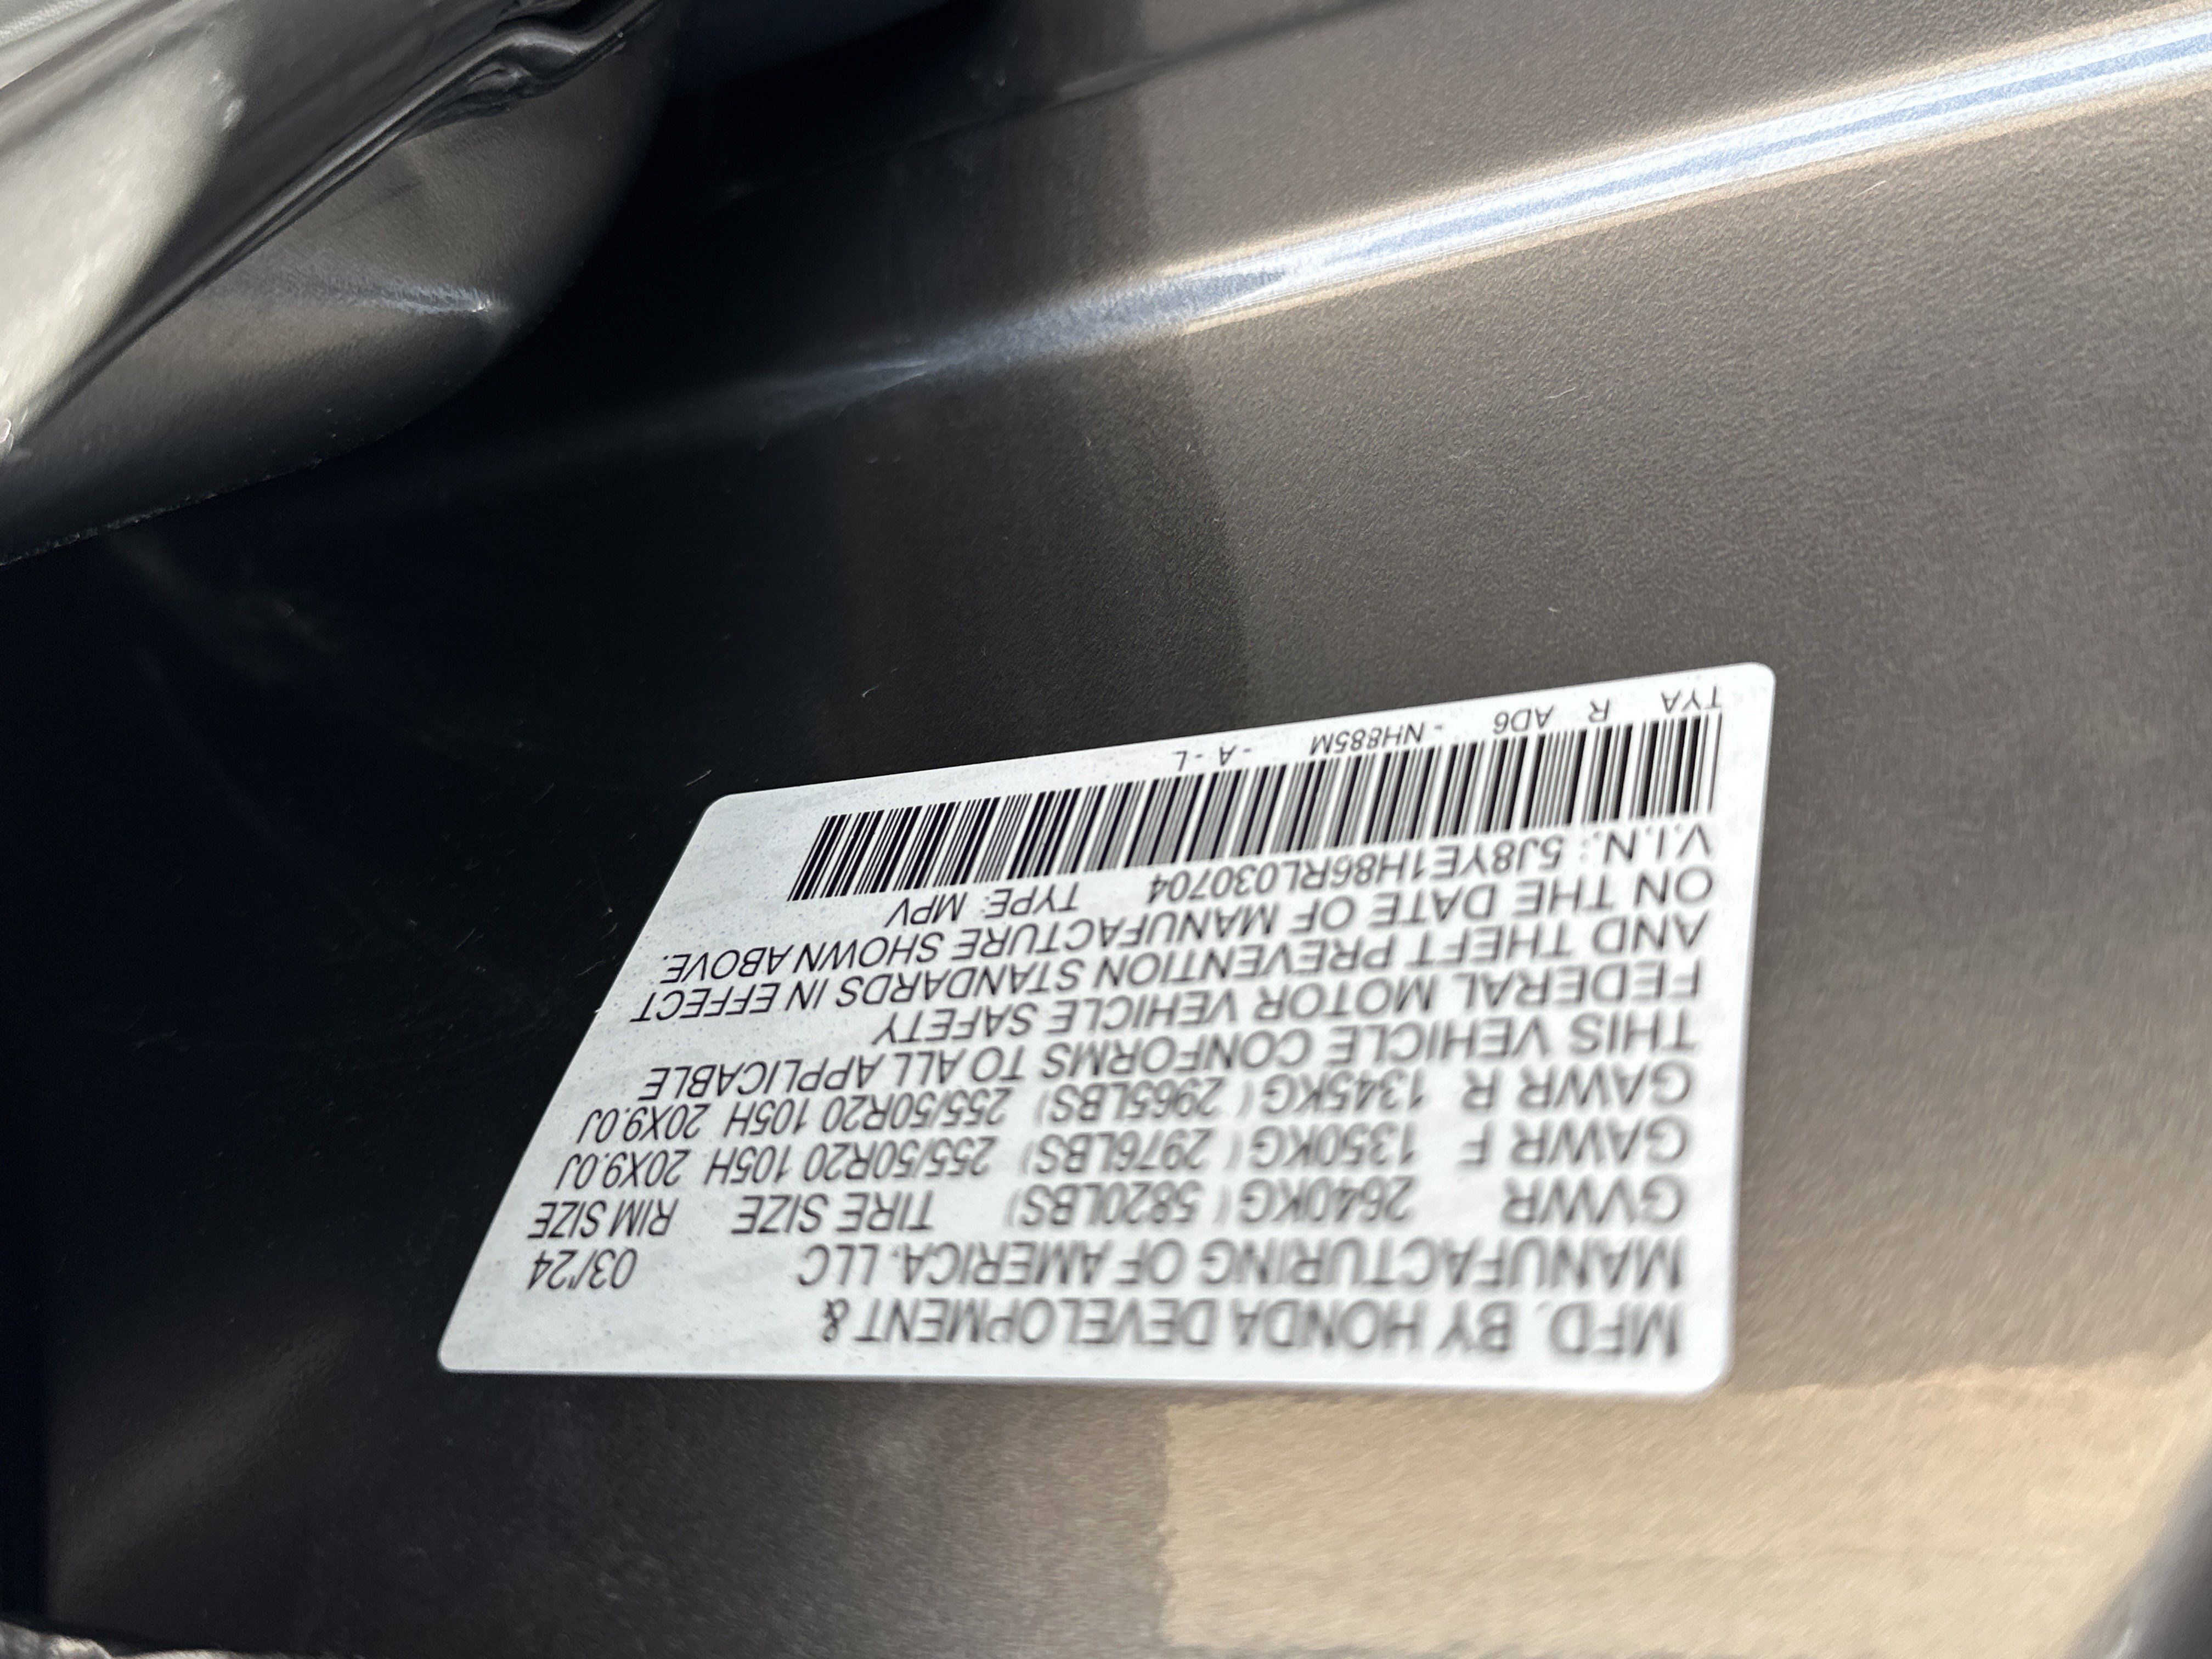 MFD. BY HONDA DEVELOPMENT &
MANUFACTURING OF AMERICA, LLC 03/'24
GVWR 2640KG ( 5820LBS) TIRE SIZE RIM SIZE
GAWR F 1350KG ( 2976LBS) 255/50R20 105H 20X9.0J
GAWR R 1345KG ( 2965LBS) 255/50R20 105H 20X9.0J
THIS VEHICLE CONFORMS TO ALL APPLICABLE
FEDERAL MOTOR VEHICLE SAFETY
AND THEFT PREVENTION STANDARDS IN EFFECT
ON THE DATE OF MANUFACTURE SHOWN ABOVE.
V.I.N.: 5J8YE1H86RL030704 TYPE: MPV
TYA R AD6 - NH885M - A - L